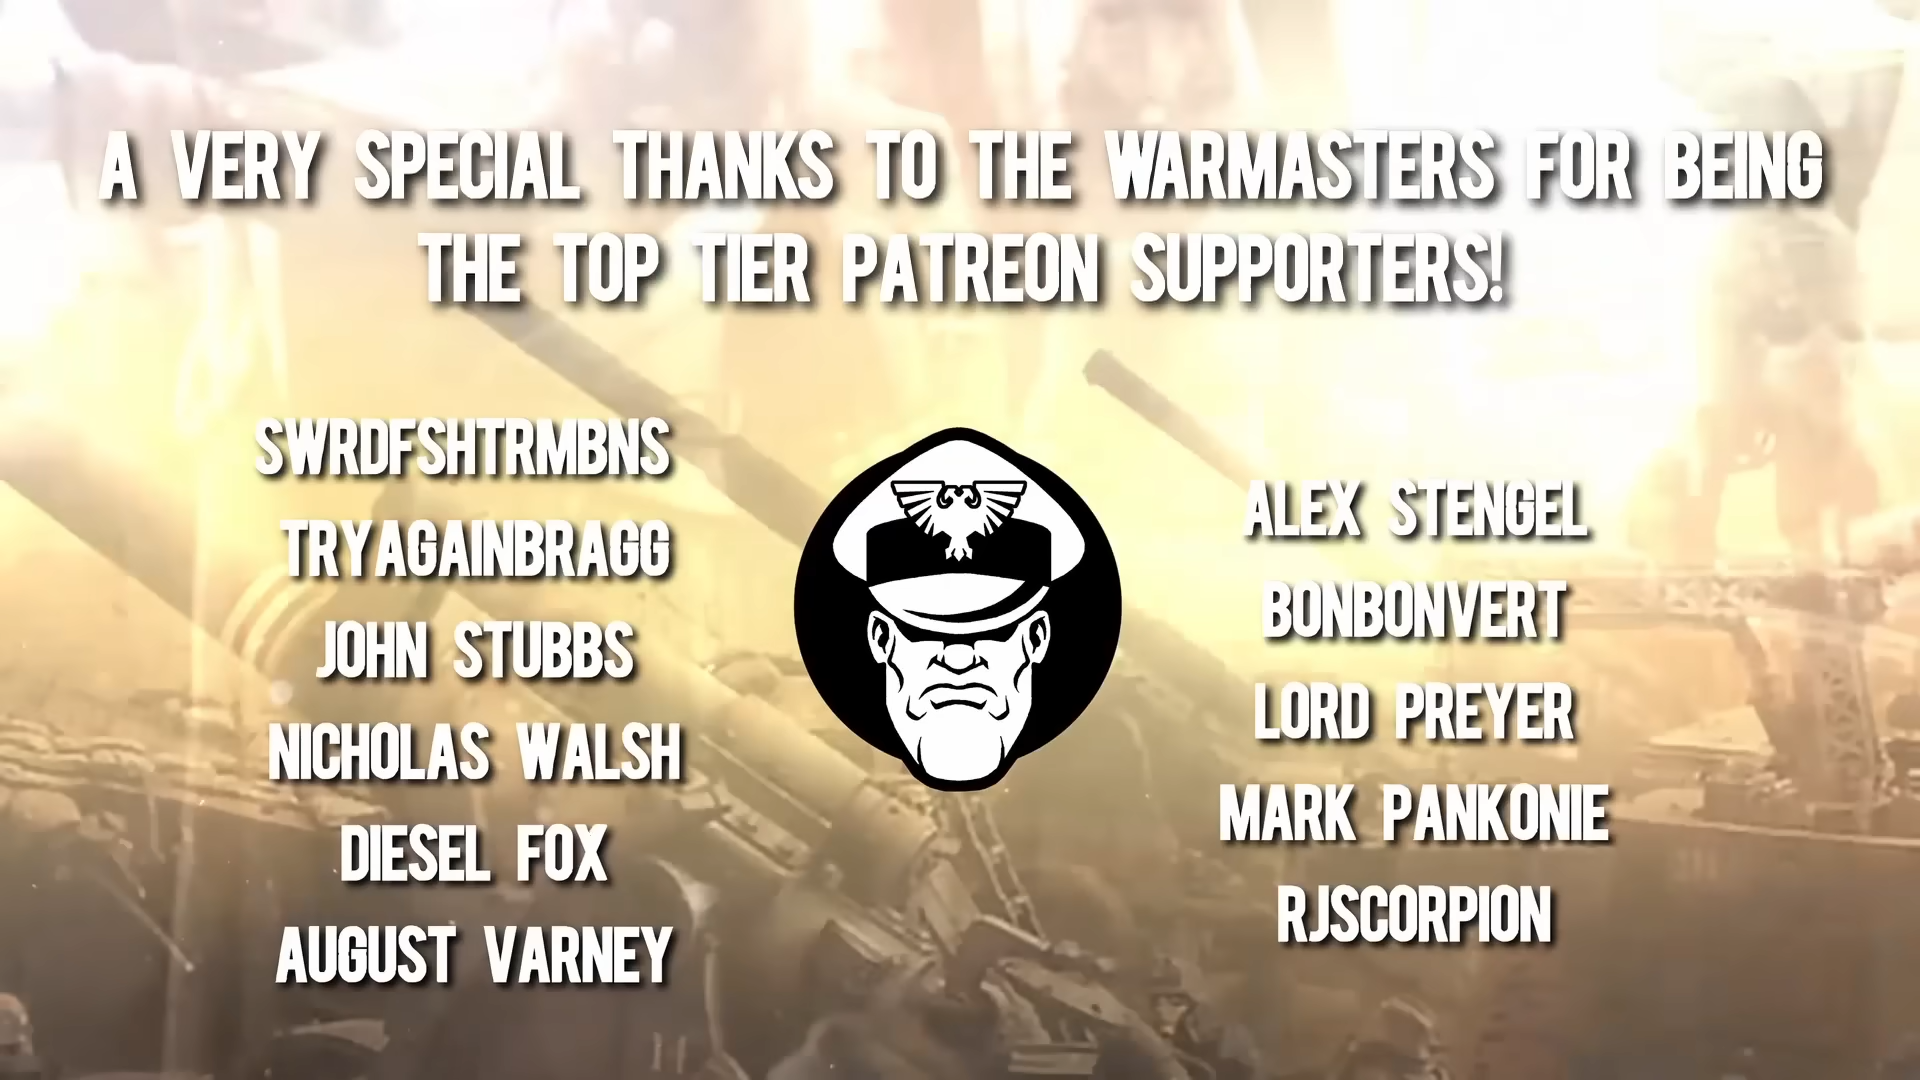 A VERY SPECIAL THANKS TO THE WARMASTERS FOR BEING
THE TOP TIER PATREON SUPPORTERS!
SWRDFSHTRMBNS
TRYAGAINBRAGG
JOHN STUBBS
NICHOLAS WALSH
DIESEL FOX
AUGUST VARNEY
ALEX STENGEL
BONBONVERT
LORD PREYER
MARK PANKONIE
RJSCORPION